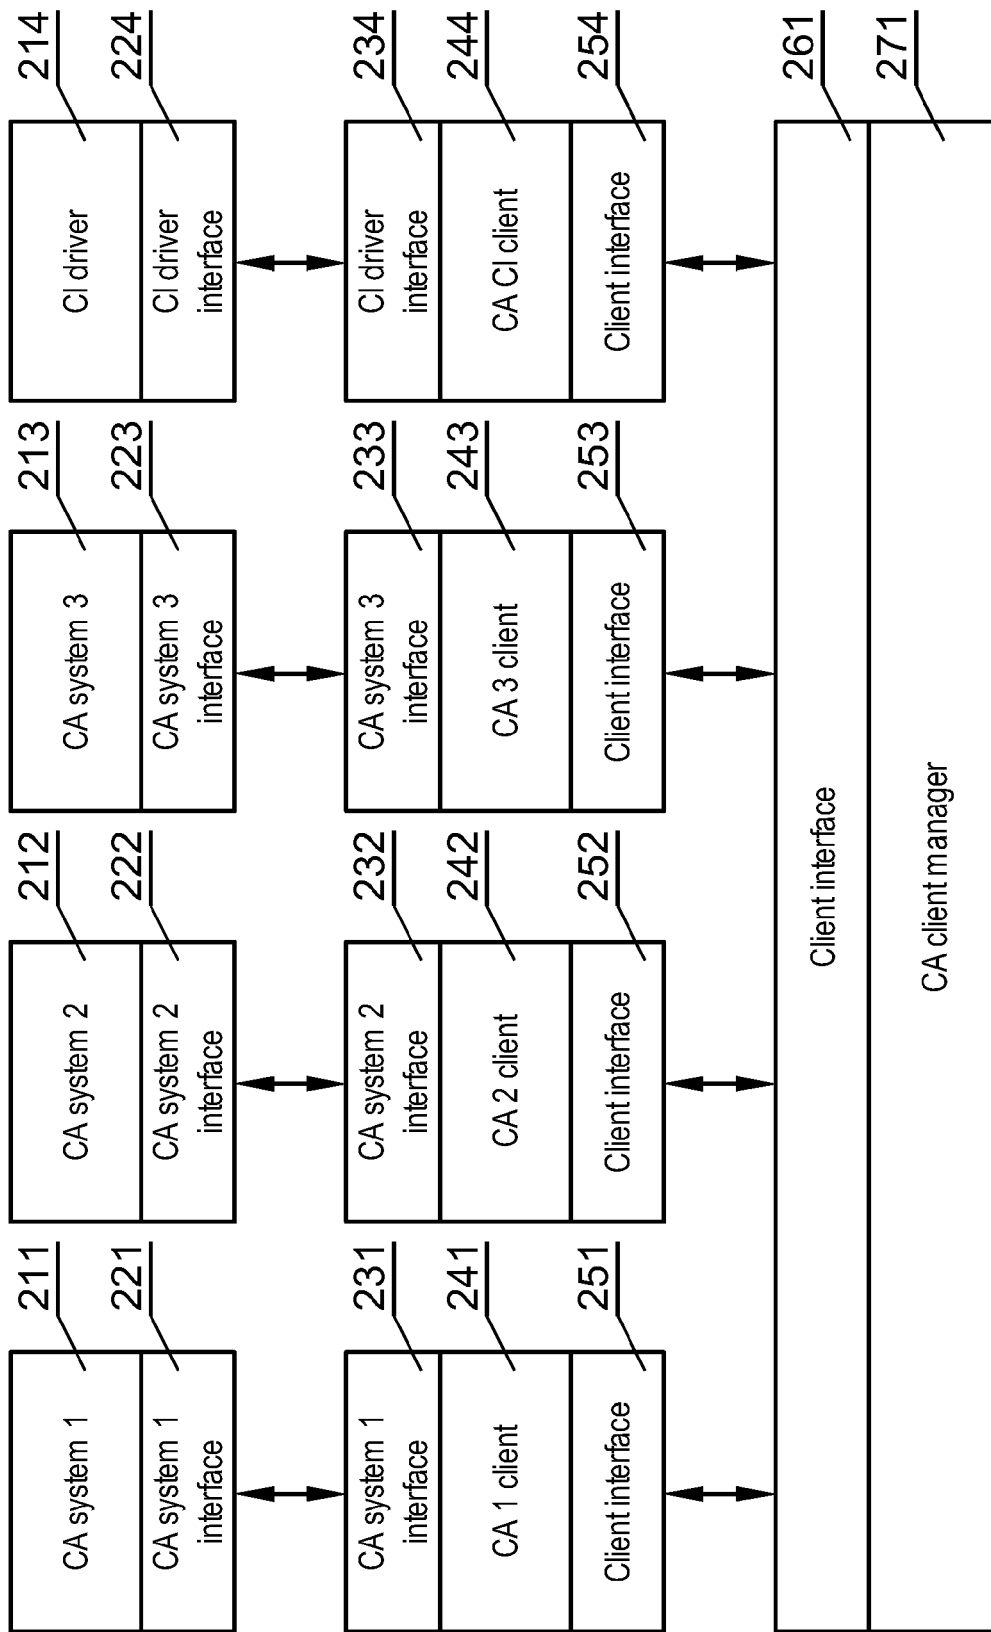 211
212
213
214
CA system 1
CA system 2
CA system 3
CI driver
221
222
223
224
CA system 1
interface
CA system 2
interface
CA system 3
interface
CI driver
interface
231
232
233
234
CA system 1
interface
CA system 2
interface
CA system 3
interface
CI driver
interface
241
242
243
244
CA 1 client
CA 2 client
CA 3 client
CA CI client
251
252
253
254
Client interface
Client interface
Client interface
Client interface
261
Client interface
271
CA client manager